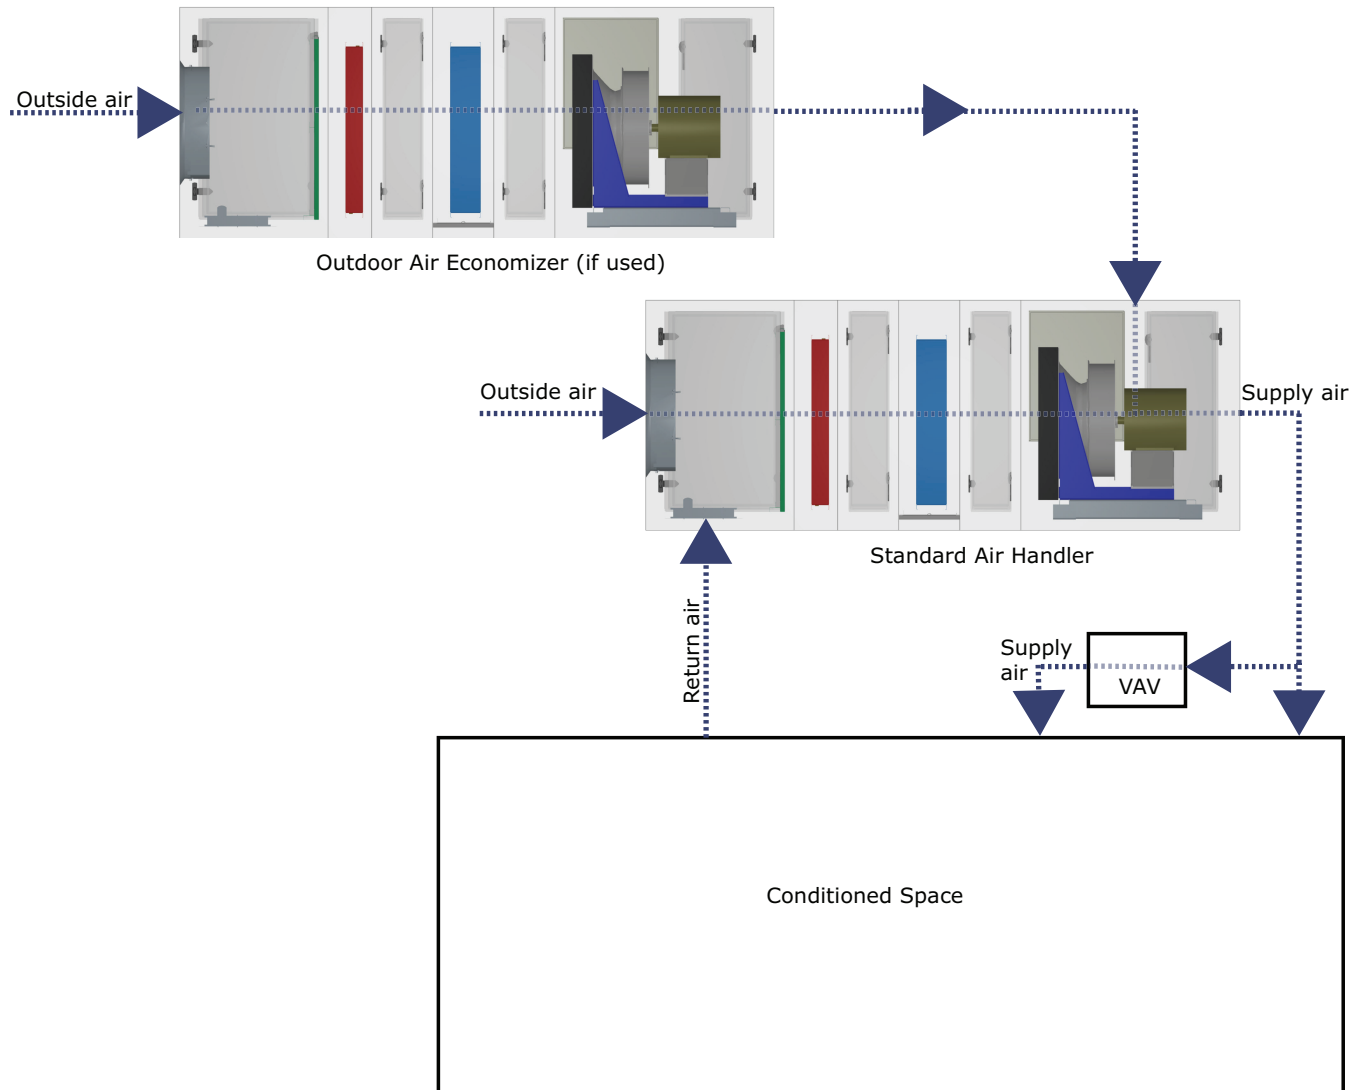 Outside air
Outdoor Air Economizer (if used)
Outside air
Supply air
Standard Air Handler
Return air
Supply
air
VAV
Conditioned Space